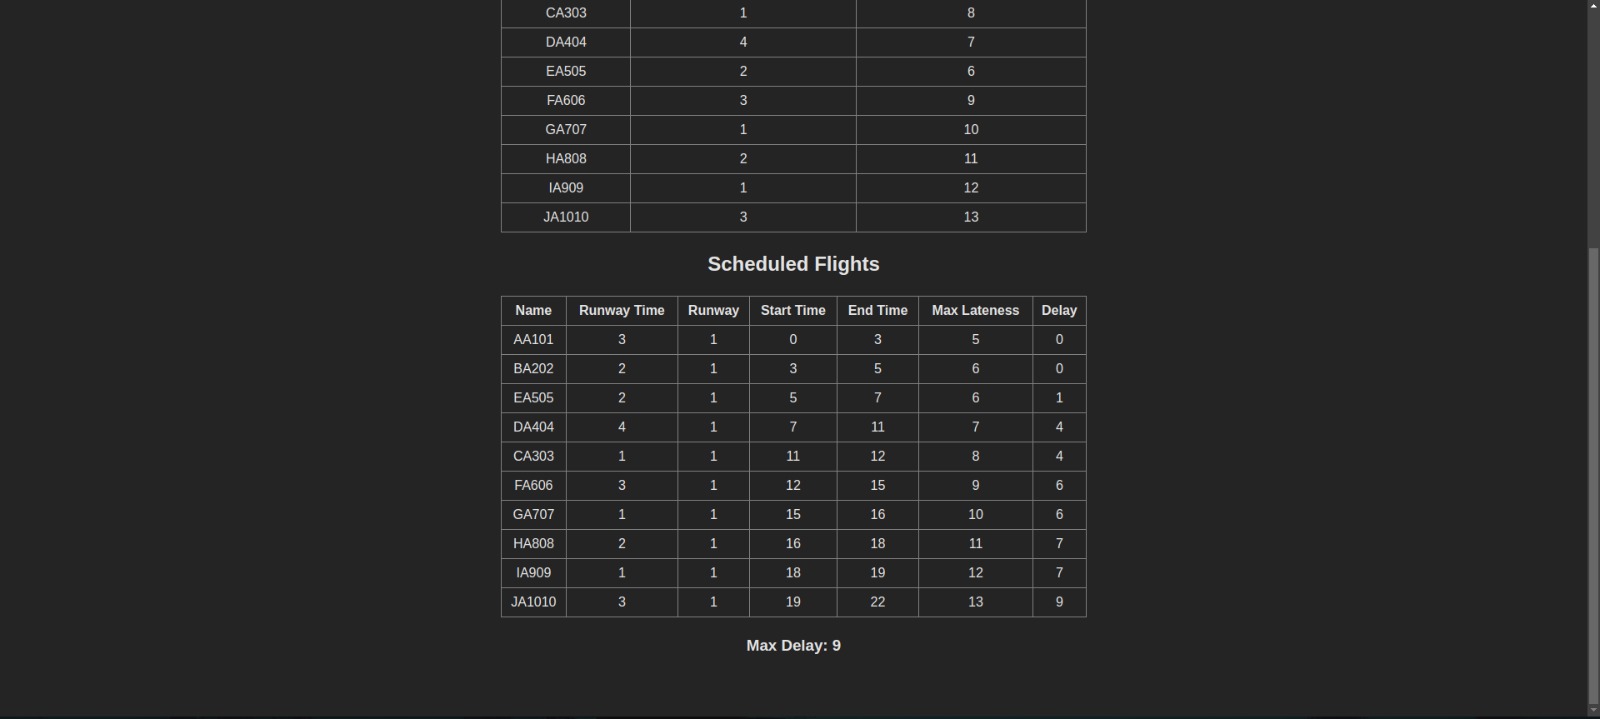 CA303 1 8
DA404 4 7
EA505 2 6
FA606 3 9
GA707 1 10
HA808 2 11
IA909 1 12
JA1010 3 13
Scheduled Flights
Name Runway Time Runway Start Time End Time Max Lateness Delay
AA101 3 1 0 3 5 0
BA202 2 1 3 5 6 0
EA505 2 1 5 7 6 1
DA404 4 1 7 11 7 4
CA303 1 1 11 12 8 4
FA606 3 1 12 15 9 6
GA707 1 1 15 16 10 6
HA808 2 1 16 18 11 7
IA909 1 1 18 19 12 7
JA1010 3 1 19 22 13 9
Max Delay: 9